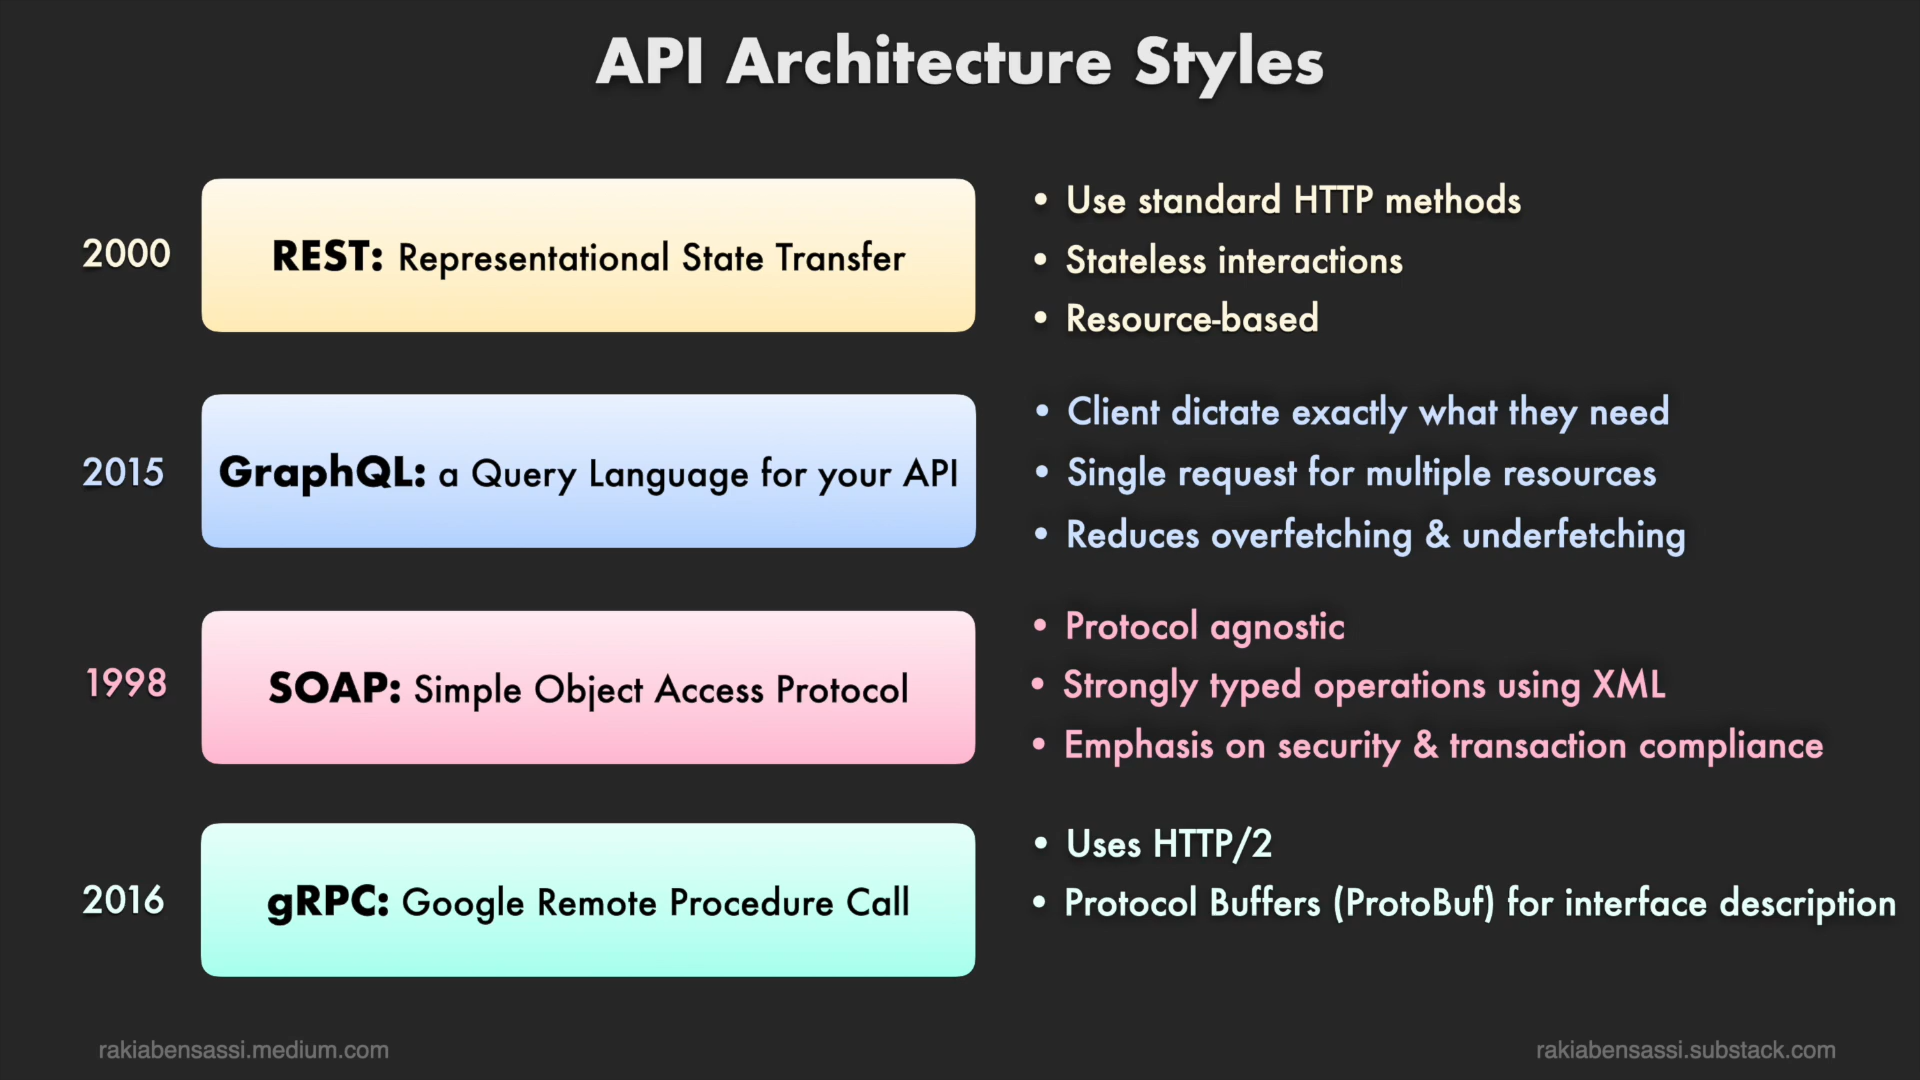 API Architecture Styles
2000
REST: Representational State Transfer
• Use standard HTTP methods
• Stateless interactions
• Resource-based
2015
GraphQL: a Query Language for your API
• Client dictate exactly what they need
• Single request for multiple resources
• Reduces overfetching & underfetching
1998
SOAP: Simple Object Access Protocol
• Protocol agnostic
• Strongly typed operations using XML
• Emphasis on security & transaction compliance
2016
gRPC: Google Remote Procedure Call
• Uses HTTP/2
• Protocol Buffers (ProtoBuf) for interface description
rakiabensassi.medium.com
rakiabensassi.substack.com